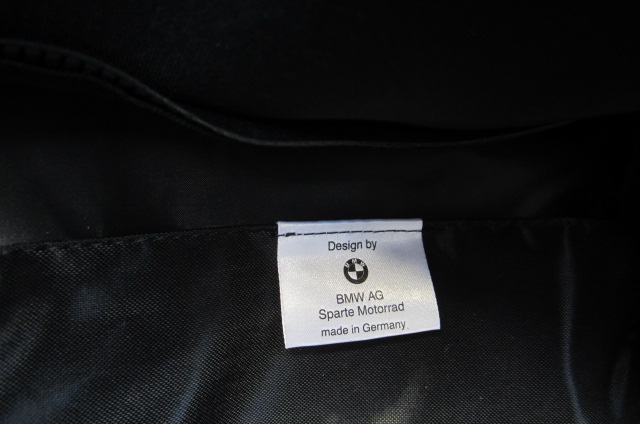 Design by
BMW AG
Sparte Motorrad
made in Germany